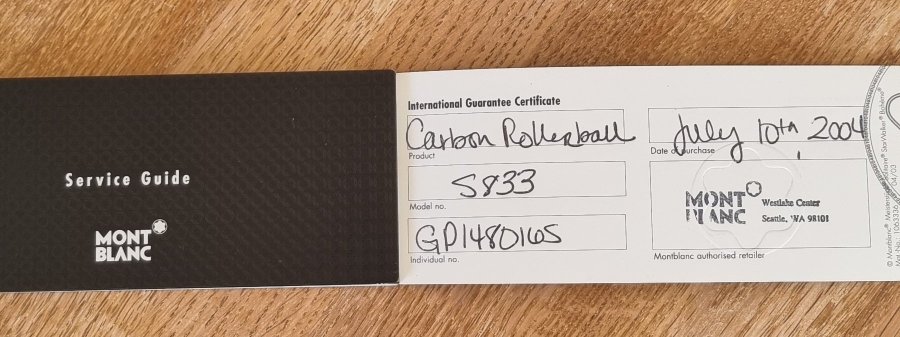 Service Guide
MONT
BLANC
International Guarantee Certificate
Carbon Rollerball
Product
5833
Model no.
GP1480165
Individual no.
July 10th, 2004
Date of purchase
MONT
BLANC
Westlake Center
Seattle, WA 98101
Montblanc authorised retailer